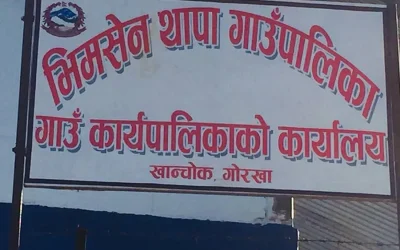 भिमसेन थापा गाउँपालिका
गाउँ कार्यपालिकाको कार्यालय
खान्चोक, गोरखा